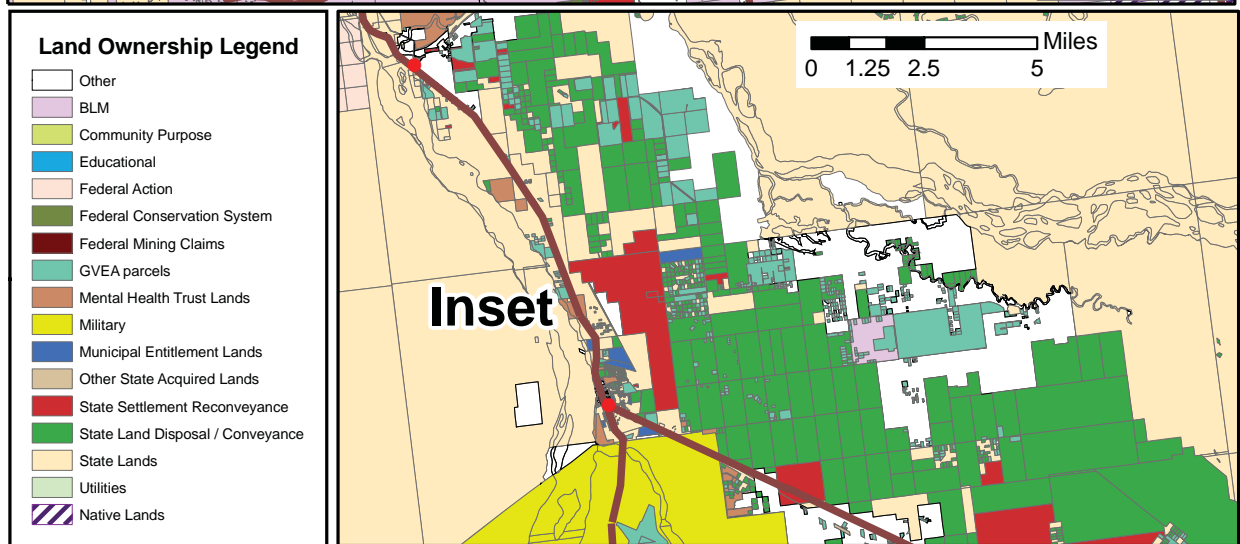 Land Ownership Legend
Other
BLM
Community Purpose
Educational
Federal Action
Federal Conservation System
Federal Mining Claims
GVEA parcels
Mental Health Trust Lands
Military
Municipal Entitlement Lands
Other State Acquired Lands
State Settlement Reconveyance
State Land Disposal / Conveyance
State Lands
Utilities
Native Lands
Miles
0 1.25 2.5 5
Inset